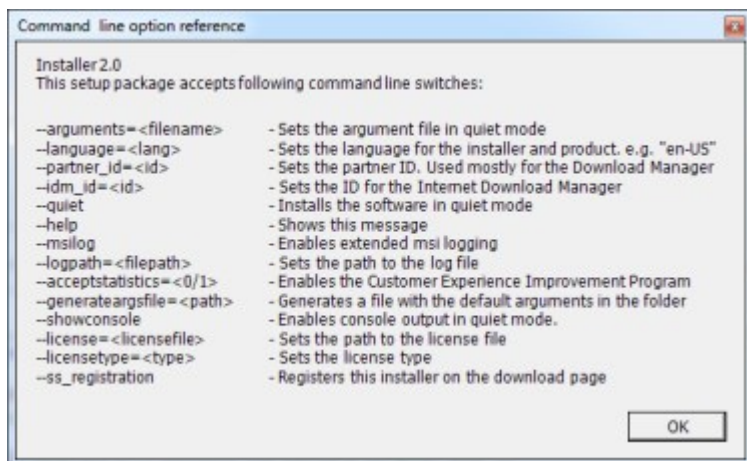 Command line option reference
Installer 2.0
This setup package accepts following command line switches:
--arguments=<filename> - Sets the argument file in quiet mode
--language=<lang> - Sets the language for the installer and product. e.g. "en-US"
--partner_id=<id> - Sets the partner ID. Used mostly for the Download Manager
--idm_id=<id> - Sets the ID for the Internet Download Manager
--quiet - Installs the software in quiet mode
--help - Shows this message
--msilog - Enables extended msi logging
--logpath=<filepath> - Sets the path to the log file
--acceptstatistics=<0/1> - Enables the Customer Experience Improvement Program
--generateargsfile=<path> - Generates a file with the default arguments in the folder
--showconsole - Enables console output in quiet mode.
--license=<licensefile> - Sets the path to the license file
--licensetype=<type> - Sets the license type
--ss_registration - Registers this installer on the download page
OK